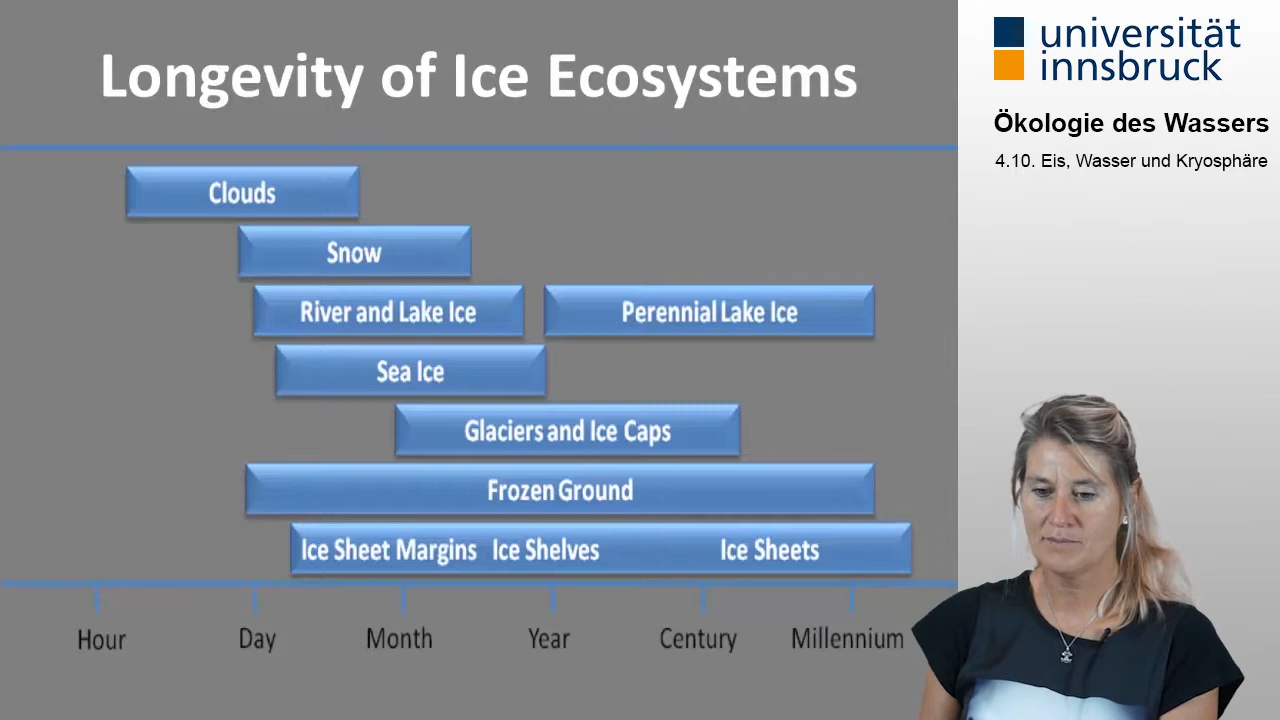 Longevity of Ice Ecosystems
Clouds
Snow
River and Lake Ice
Perennial Lake Ice
Sea Ice
Glaciers and Ice Caps
Frozen Ground
Ice Sheet Margins Ice Shelves Ice Sheets
Hour Day Month Year Century Millennium
universität
innsbruck
Ökologie des Wassers
4.10. Eis, Wasser und Kryosphäre